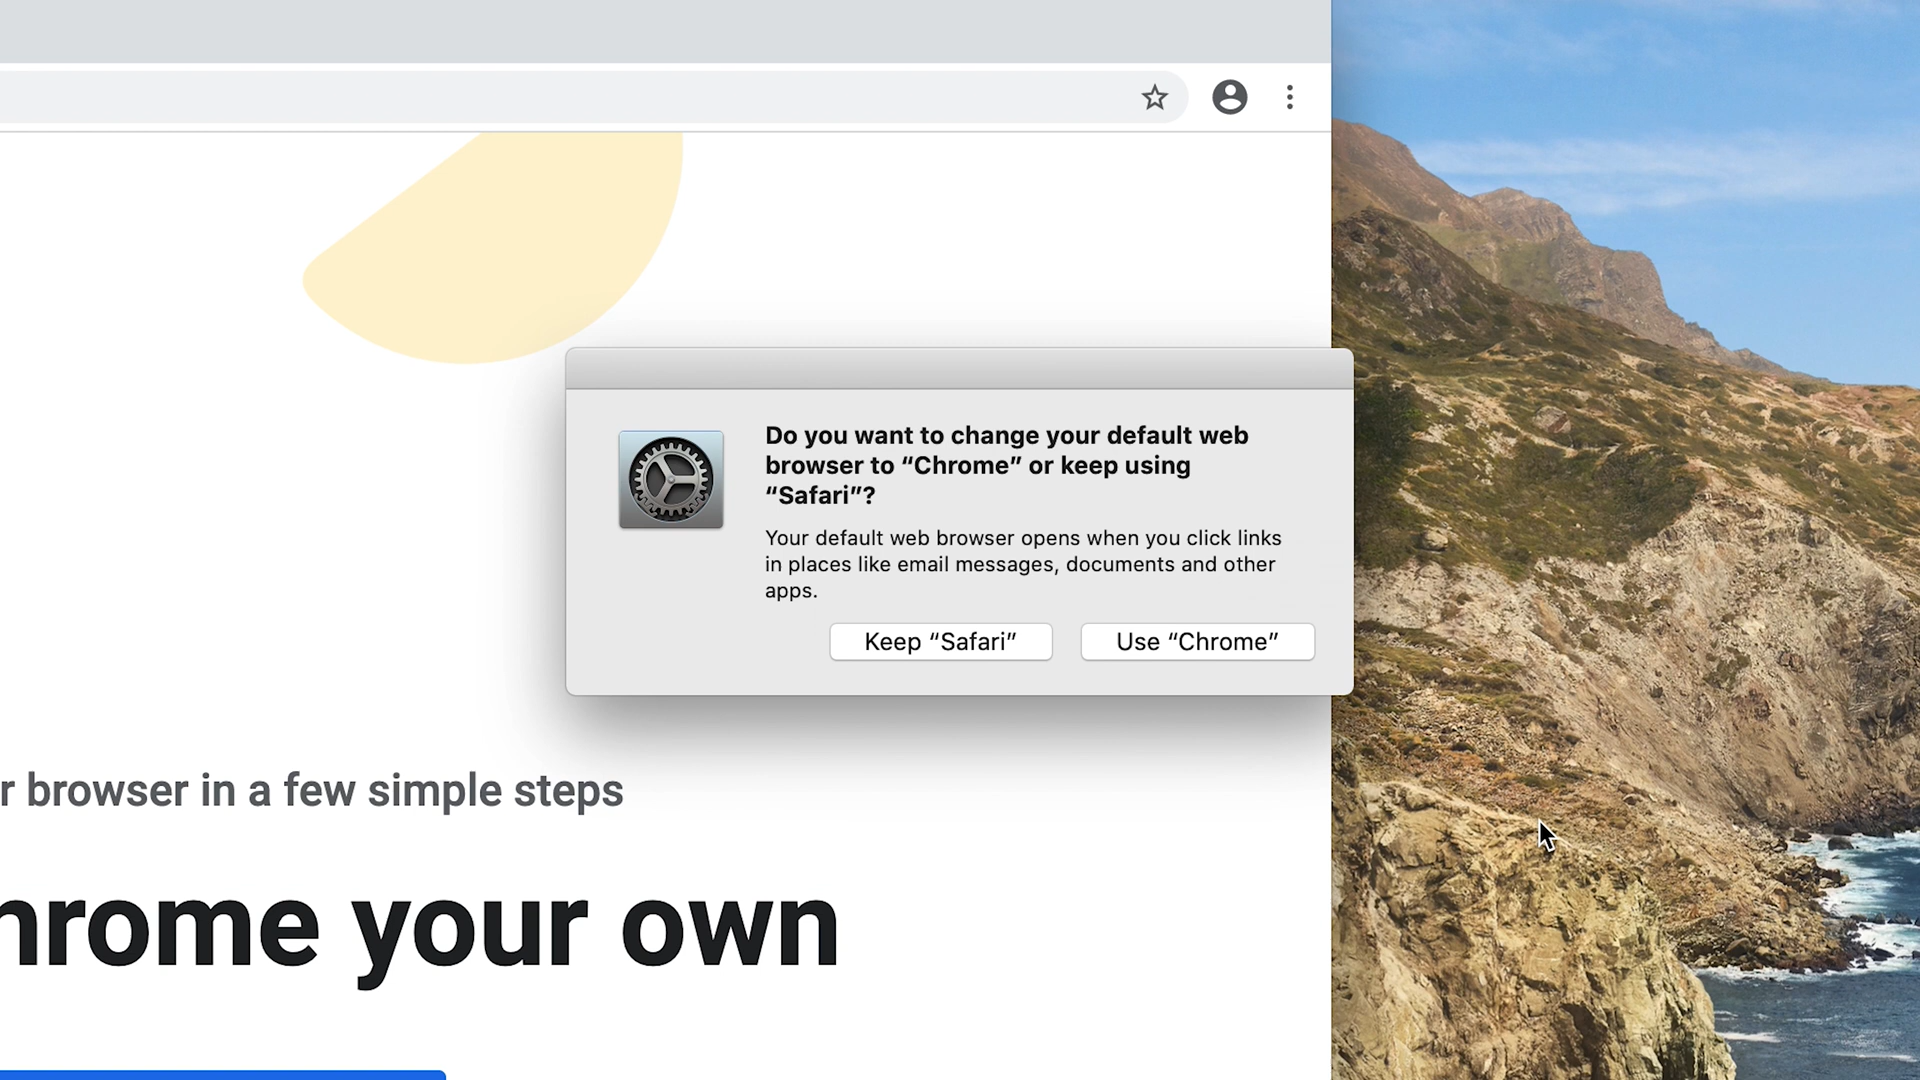 Do you want to change your default web
browser to “Chrome” or keep using
“Safari”?
Your default web browser opens when you click links
in places like email messages, documents and other
apps.
Keep “Safari”
Use “Chrome”
r browser in a few simple steps
hrome your own